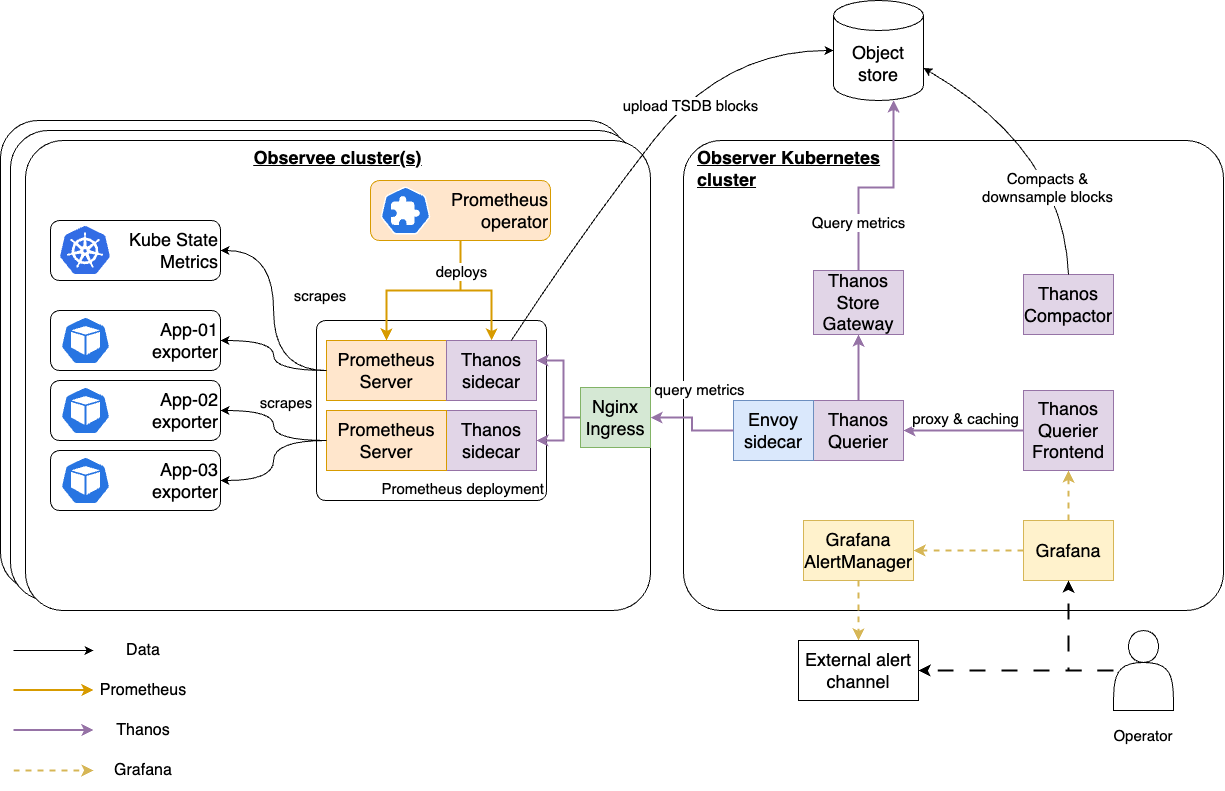 Object
store
upload TSDB blocks
Observee cluster(s)
Observer Kubernetes
cluster
Prometheus
operator
Compacts &
downsample blocks
Kube State
Metrics
Query metrics
deploys
scrapes
Thanos
Store
Gateway
Thanos
Compactor
App-01
exporter
Prometheus
Server
Thanos
sidecar
App-02
exporter
scrapes
query metrics
Nginx
Ingress
Envoy
sidecar
Thanos
Querier
proxy & caching
Thanos
Querier
Frontend
Prometheus
Server
Thanos
sidecar
App-03
exporter
Prometheus deployment
Grafana
AlertManager
Grafana
External alert
channel
Operator
Data
Prometheus
Thanos
Grafana